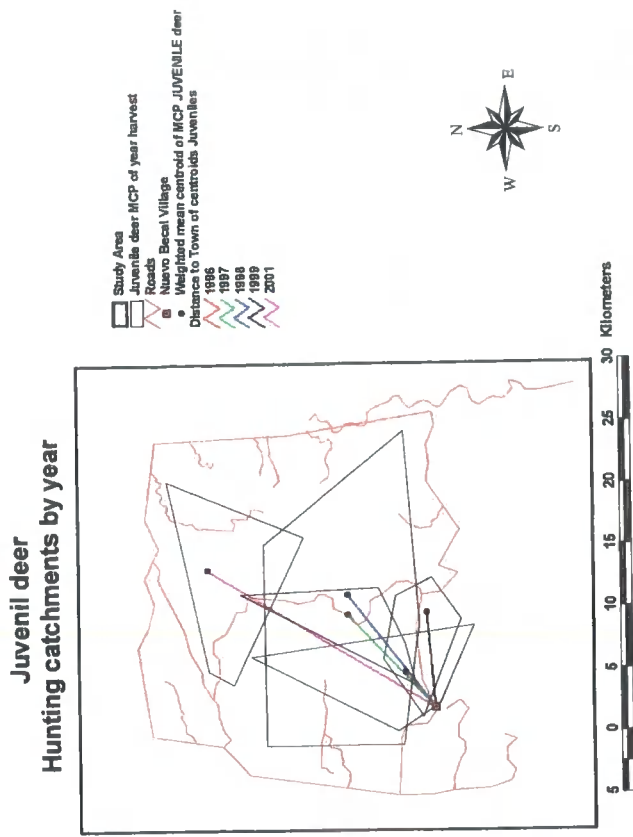 Juvenil deer
Hunting catchments by year
Study Area
Juvenile deer MCP of year harvest
Roads
Nuevo Becal Village
Weighted mean centroid of MCP JUVENILE deer
Distance to Town of centroids Juveniles
1996
1997
1998
1999
2001
N
W
E
S
5 0 5 10 15 20 25 30 Kilometers